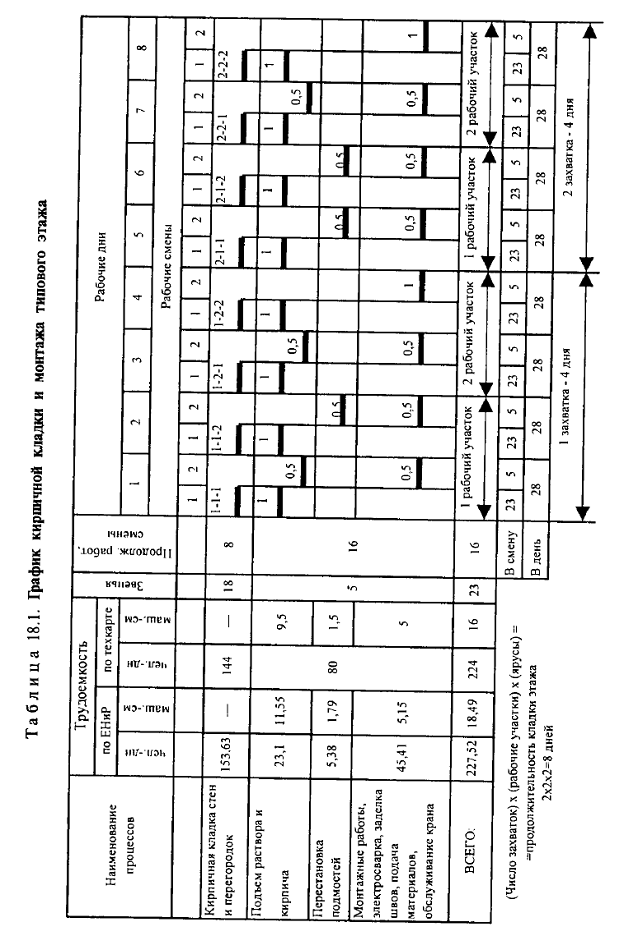 Таблица 18.1. График кирпичной кладки и монтажа типового этажа
Наименование процессов
Трудоемкость
по ЕНиР
по техкарте
чел.-дн
маш.-см
чел.-дн
маш.-см
Звенья
Продолж. работ, смены
Рабочие дни
1 2 3 4 5 6 7 8
Рабочие смены
1 2 1 2 1 2 1 2 1 2 1 2 1 2 1 2
Кирпичная кладка стен и перегородок
153,63 — 144 — 18 8
1-1-1 1-1-2 1-2-1 1-2-2 2-1-1 2-1-2 2-2-1 2-2-2
Подъем раствора и кирпича
23,1 11,55 80 9,5 5 16
1 0,5 1 1 0,5 1 1 1 1 0,5 1
Перестановка подмостей
5,38 1,79 1,5
0,5 0,5 0,5
Монтажные работы, электросварка, заделка швов, подача материалов, обслуживание крана
45,41 5,15 5
0,5 0,5 0,5 1 0,5 0,5 0,5 1
ВСЕГО:
227,52 18,49 224 16 23 16
1 рабочий участок 2 рабочий участок 1 рабочий участок 2 рабочий участок
В смену
23 5 23 5 23 5 23 5 23 5 23 5 23 5 23 5
В день
28 28 28 28 28 28 28 28
1 захватка - 4 дня 2 захватка - 4 дня
(Число захваток) х (рабочие участки) х (ярусы) =
=продолжительность кладки этажа
2х2х2=8 дней